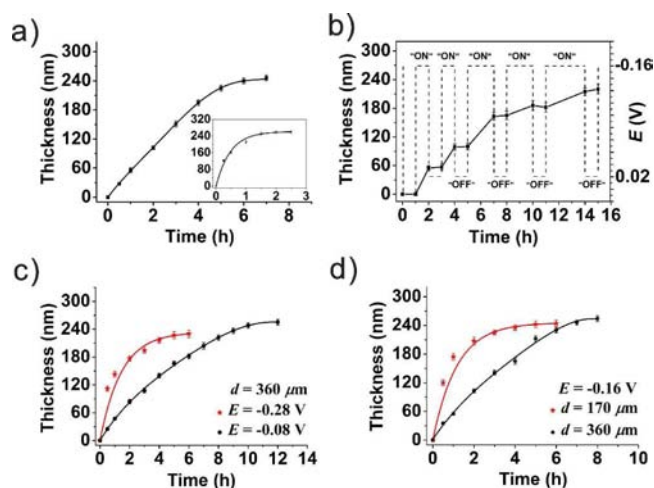 a)
Thickness (nm)
300
240
180
120
60
0
0 2 4 6 8
Time (h)
320
240
160
80
0
0 1 2 3
b)
Thickness (nm)
300
240
180
120
60
0
"ON" "ON" "ON" "ON" "ON"
"OFF" "OFF" "OFF" "OFF"
-0.16
0.02
E (V)
0 2 4 6 8 10 12 14 16
Time (h)
c)
Thickness (nm)
300
240
180
120
60
0
d = 360 μm
E = -0.28 V
E = -0.08 V
0 2 4 6 8 10 12 14
Time (h)
d)
Thickness (nm)
300
240
180
120
60
0
E = -0.16 V
d = 170 μm
d = 360 μm
0 2 4 6 8 10
Time (h)